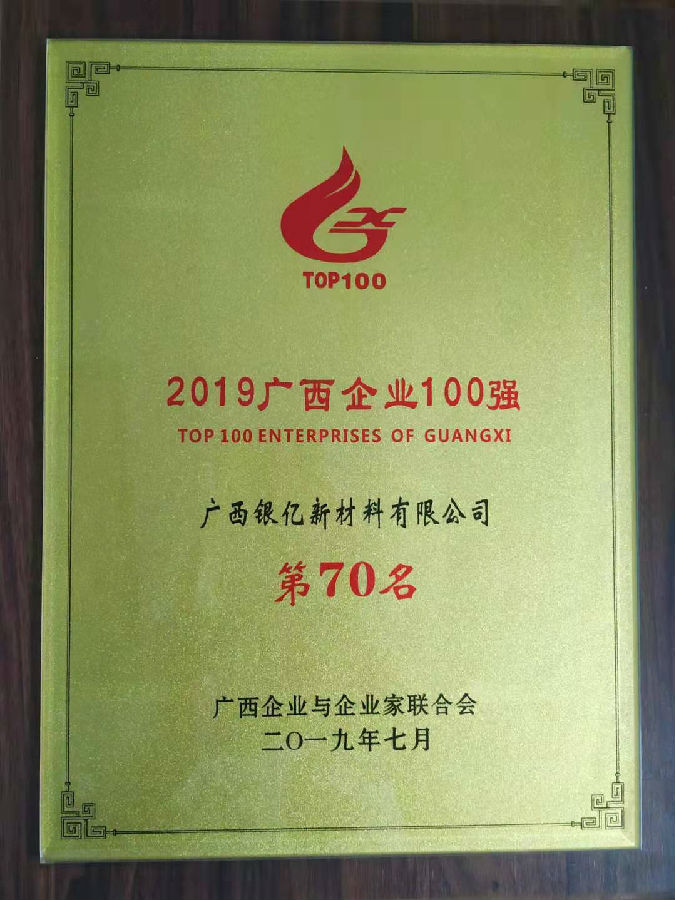 TOP100
2019广西企业100强
TOP 100 ENTERPRISES OF GUANGXI
广西银亿新材料有限公司
第70名
广西企业与企业家联合会
二〇一九年七月